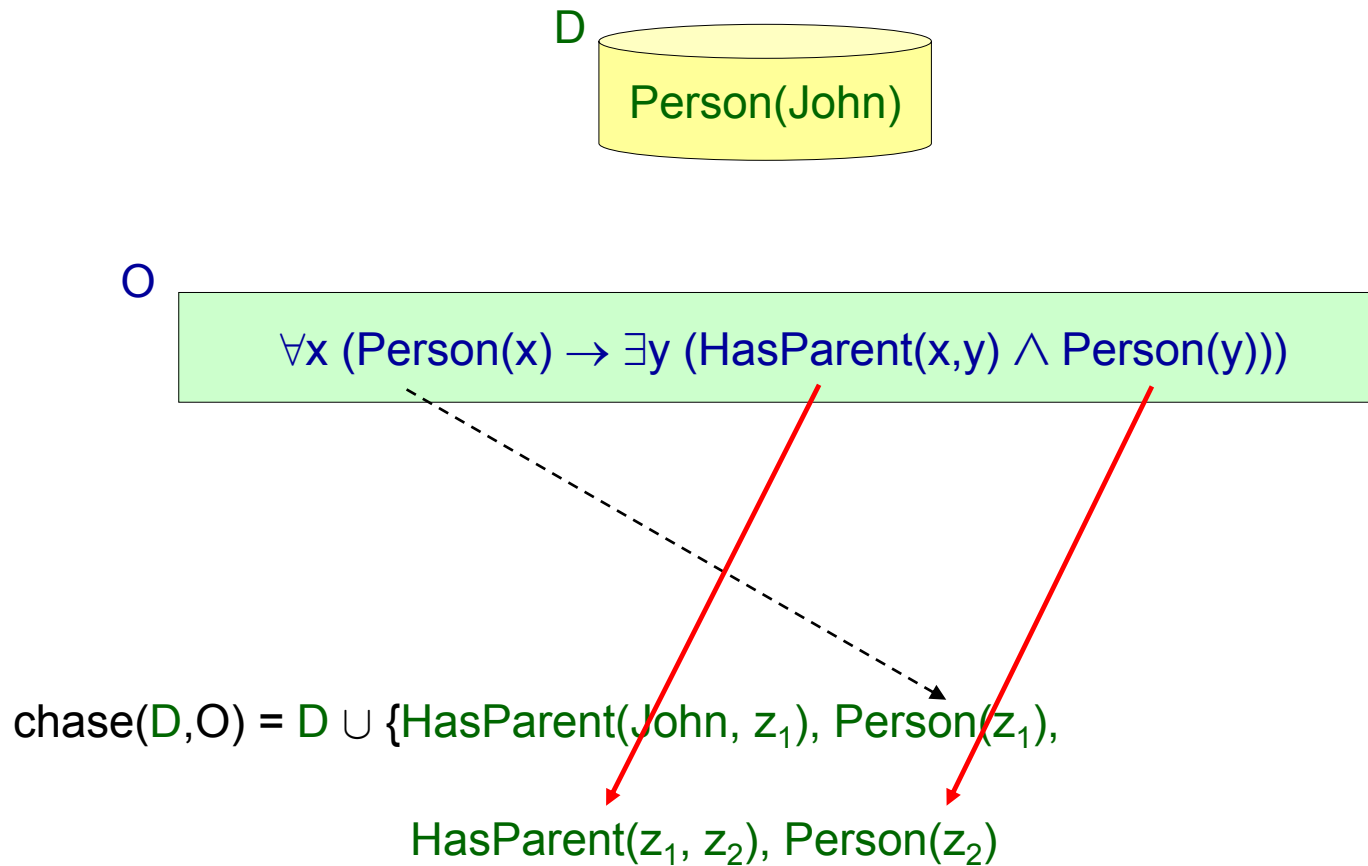 D
Person(John)
O
∀x (Person(x) → ∃y (HasParent(x,y) ∧ Person(y)))
chase(D,O) = D ∪ {HasParent(John, z₁), Person(z₁),
HasParent(z₁, z₂), Person(z₂)